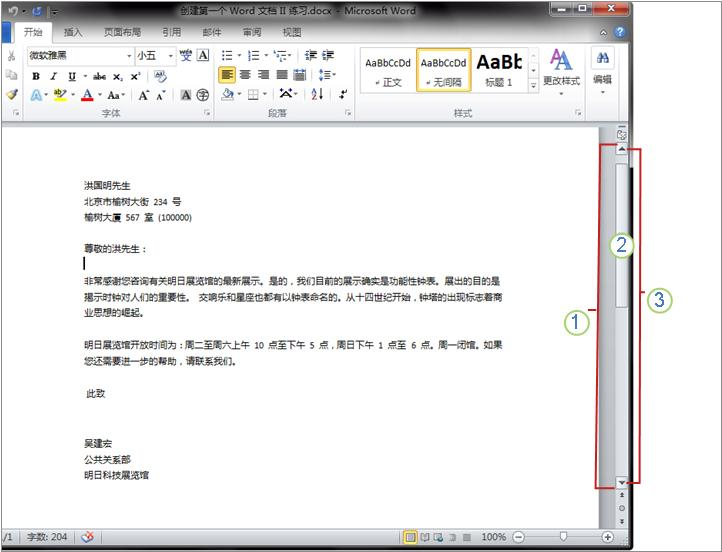 创建第一个 Word 文档 II 练习.docx - Microsoft Word
开始 插入 页面布局 引用 邮件 审阅 视图
微软雅黑 小五 wén 文 A
B I U abc x₂ x² Aa A A A 字
AaBbCcDd AaBbCcDd AaBb
正文 无间隔 标题 1
更改样式 编辑
字体 段落 样式
洪国明先生
北京市榆树大街 234 号
榆树大厦 567 室 (100000)
尊敬的洪先生：
非常感谢您咨询有关明日展览馆的最新展示。是的，我们目前的展示确实是功能性钟表。展出的目的是
揭示时钟对人们的重要性。 交响乐和星座也都有以钟表命名的。从十四世纪开始，钟塔的出现标志着商
业思想的崛起。
明日展览馆开放时间为：周二至周六上午 10 点至下午 5 点，周日下午 1 点至 6 点。周一闭馆。如果
您还需要进一步的帮助，请联系我们。
此致
吴建宏
公共关系部
明日科技展览馆
1
2
3
/1 字数: 204 100%